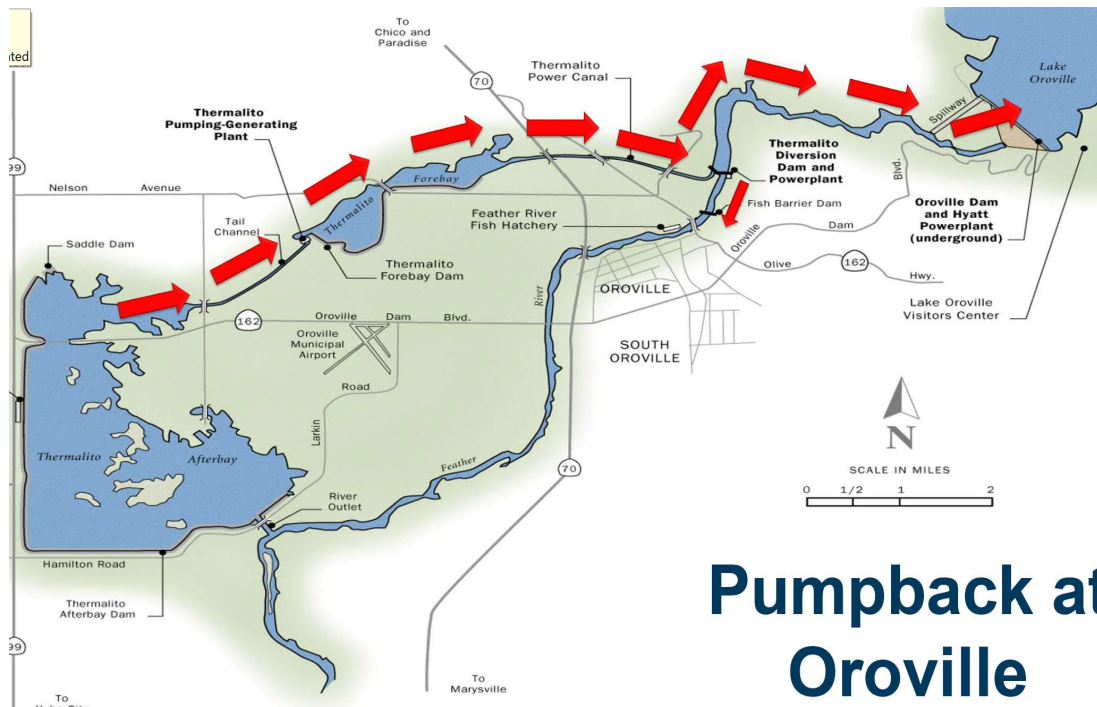 ated
To
Chico and
Paradise
70
Thermalito
Power Canal
Lake
Oroville
Spillway
Thermalito
Pumping-Generating
Plant
99
Nelson Avenue
Forebay
Thermalito
Diversion
Dam and
Powerplant
Blvd.
Tail
Channel
Thermalito
Feather River
Fish Hatchery
Fish Barrier Dam
Oroville Dam
and Hyatt
Powerplant
(underground)
Saddle Dam
Thermalito
Forebay Dam
Oroville
Dam
Olive
162
Hwy.
OROVILLE
River
Lake Oroville
Visitors
Center
162
Oroville Dam Blvd.
Oroville
Municipal
Airport
SOUTH
OROVILLE
Road
Larkin
N
Thermalito Afterbay
Feather
70
SCALE IN MILES
0 1/2 1 2
River
Outlet
Hamilton Road
Thermalito
Afterbay Dam
Pumpback at
Oroville
99
To
Marysville
To